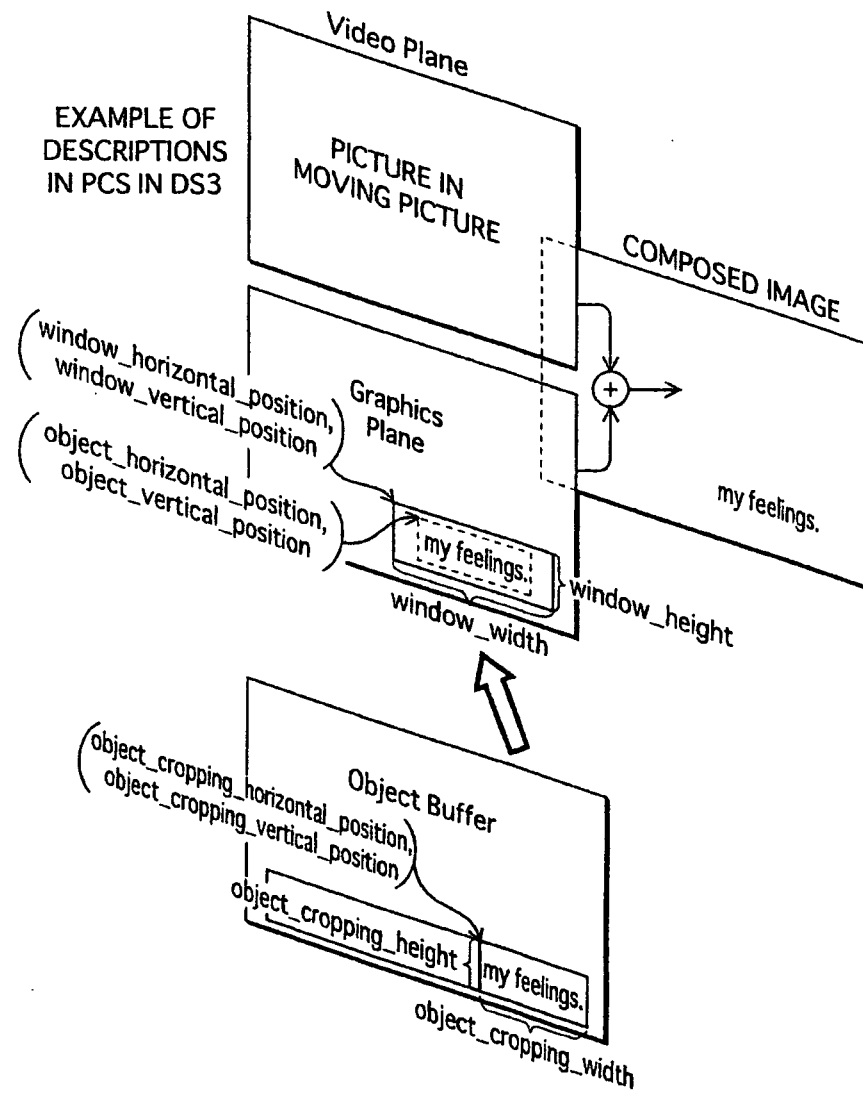 Video Plane
EXAMPLE OF
DESCRIPTIONS
IN PCS IN DS3
PICTURE IN
MOVING PICTURE
COMPOSED IMAGE
(window_horizontal_position,
window_vertical_position)
Graphics
Plane
+
(object_horizontal_position,
object_vertical_position)
my feelings.
my feelings.
window_height
window_width
Object Buffer
(object_cropping_horizontal_position,
object_cropping_vertical_position)
object_cropping_height
my feelings.
object_cropping_width